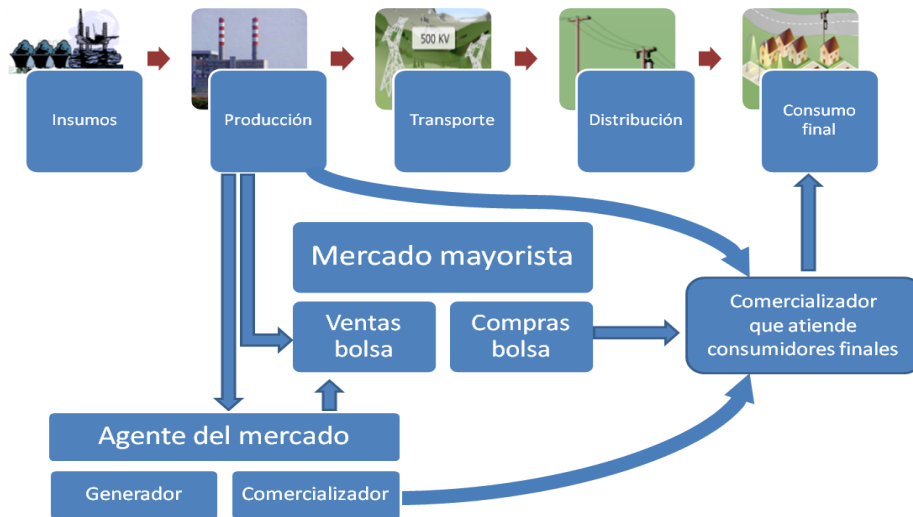 500 KV
Insumos
Producción
Transporte
Distribución
Consumo
final
Mercado mayorista
Ventas
bolsa
Compras
bolsa
Comercializador
que atiende
consumidores finales
Agente del mercado
Generador
Comercializador